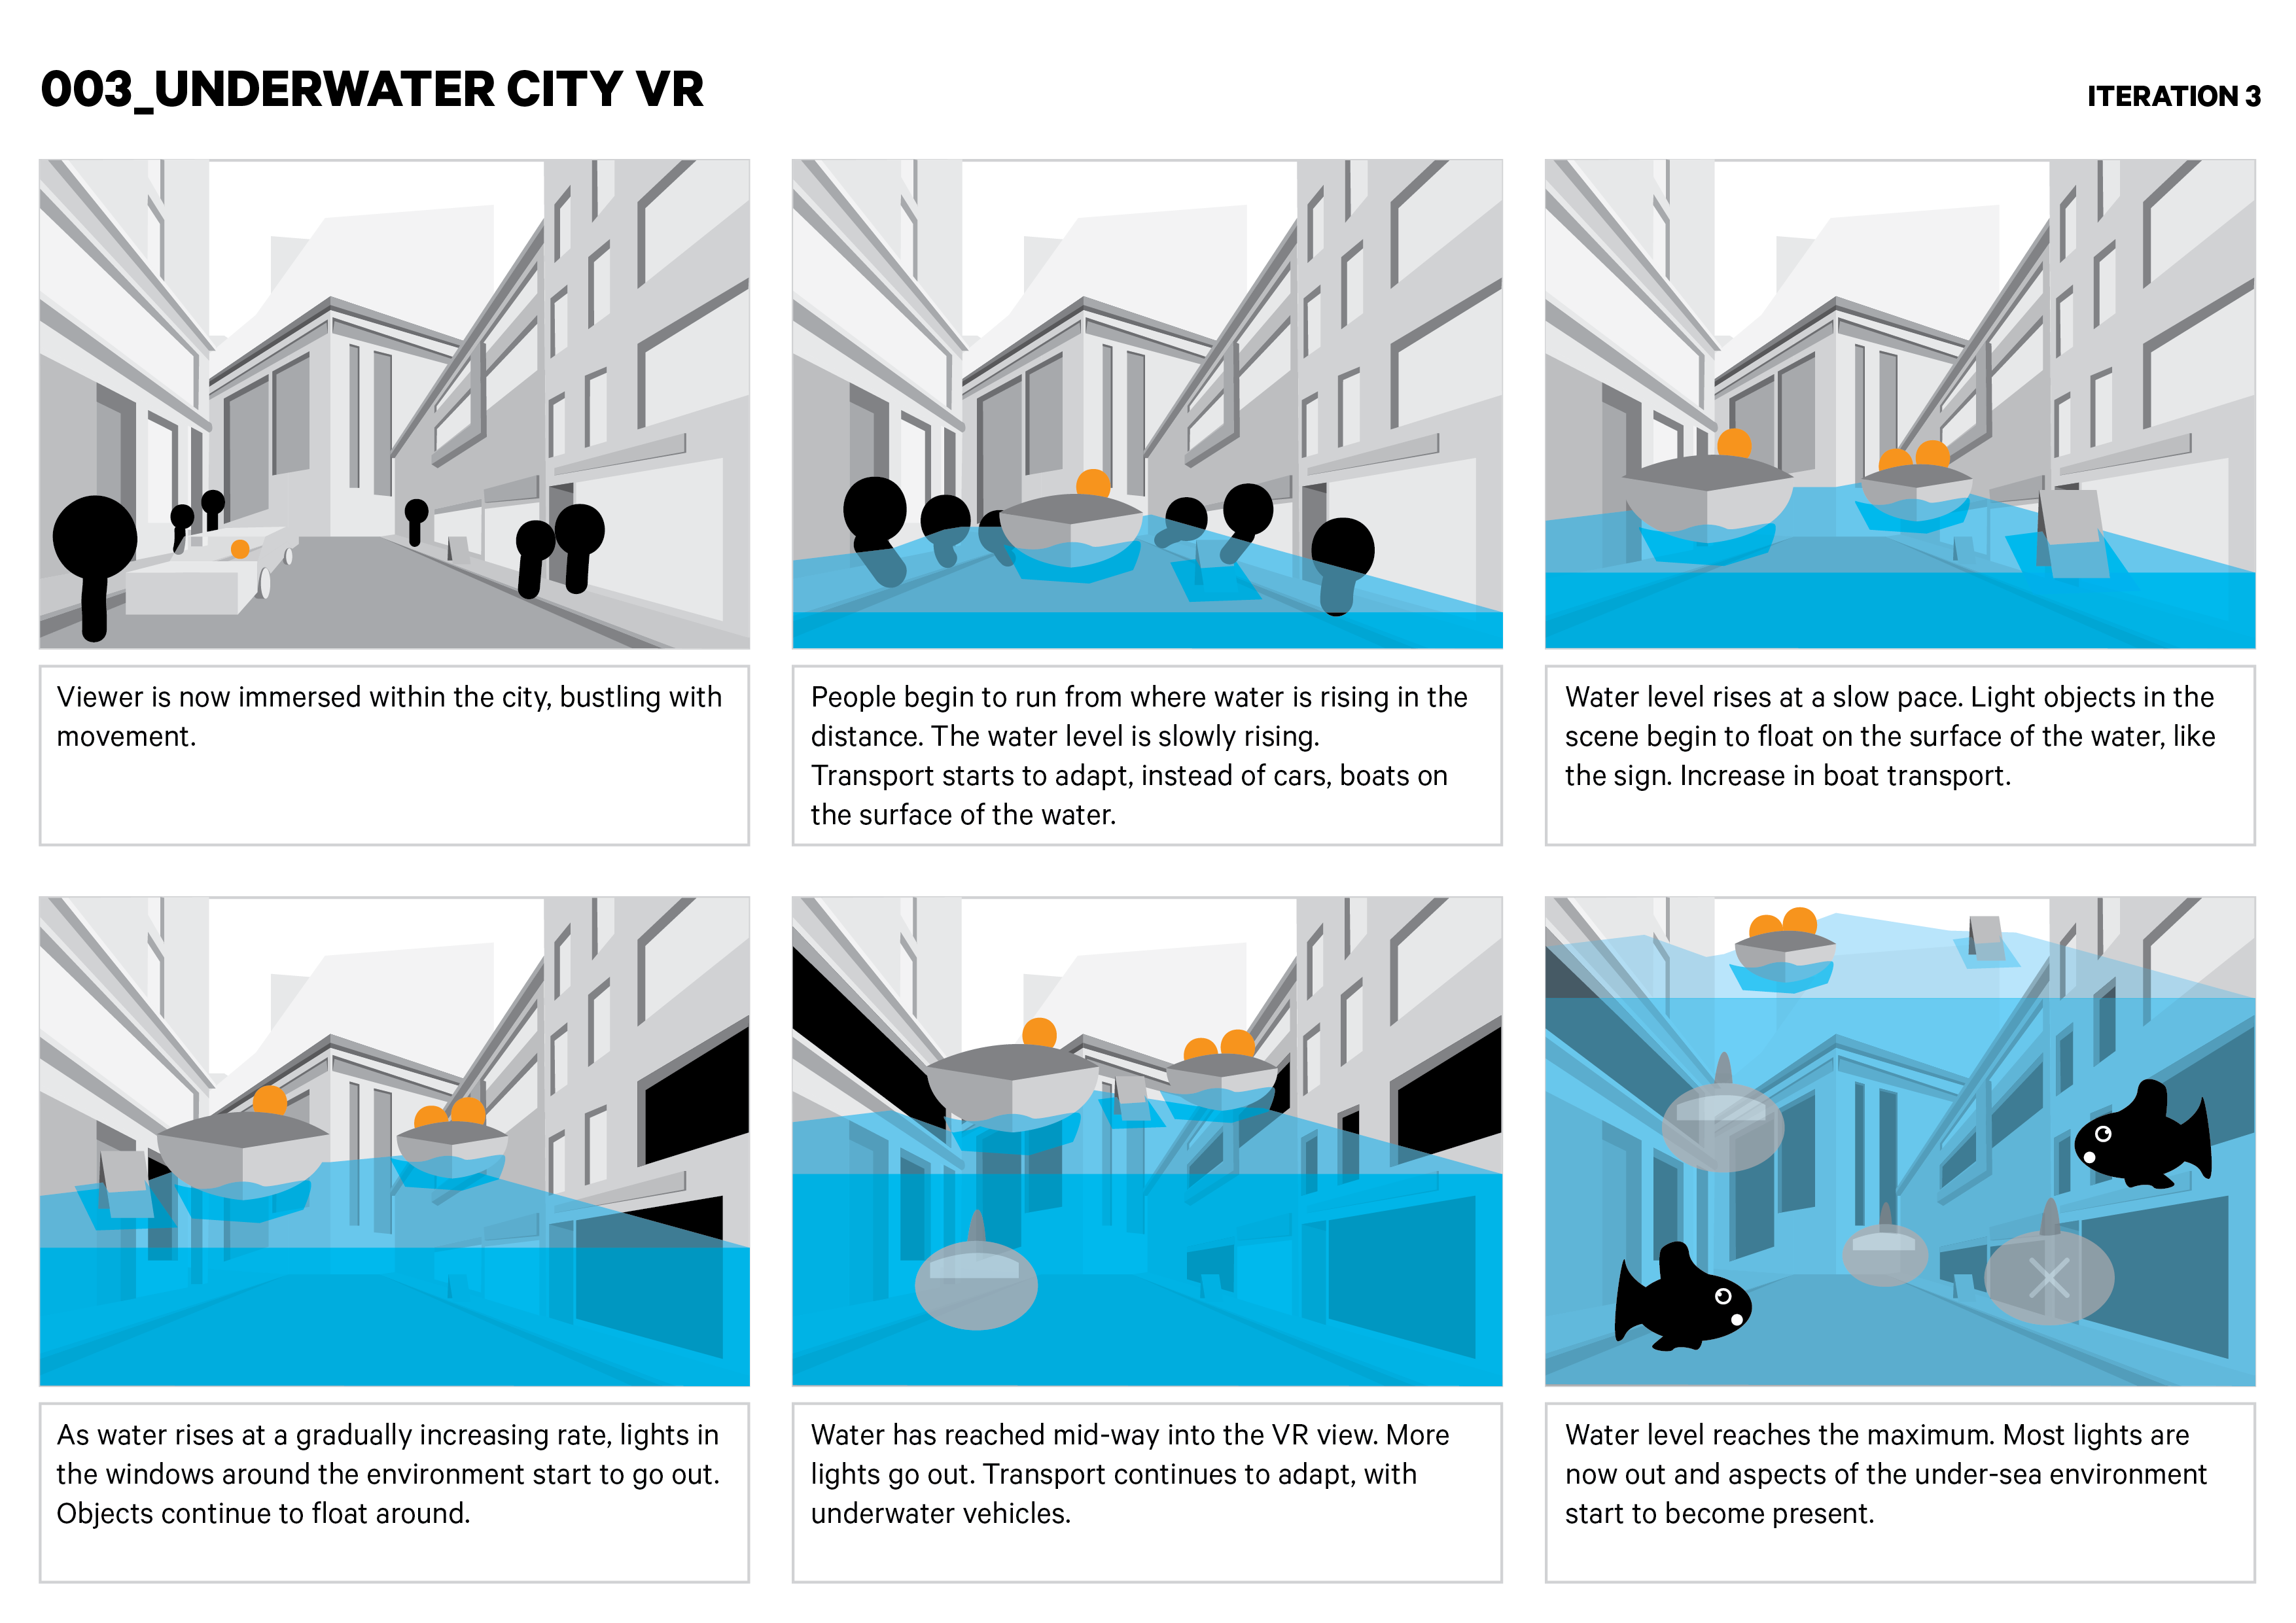 003_UNDERWATER CITY VR
ITERATION 3
Viewer is now immersed within the city, bustling with
movement.
People begin to run from where water is rising in the
distance. The water level is slowly rising.
Transport starts to adapt, instead of cars, boats on
the surface of the water.
Water level rises at a slow pace. Light objects in the
scene begin to float on the surface of the water, like
the sign. Increase in boat transport.
As water rises at a gradually increasing rate, lights in
the windows around the environment start to go out.
Objects continue to float around.
Water has reached mid-way into the VR view. More
lights go out. Transport continues to adapt, with
underwater vehicles.
Water level reaches the maximum. Most lights are
now out and aspects of the under-sea environment
start to become present.